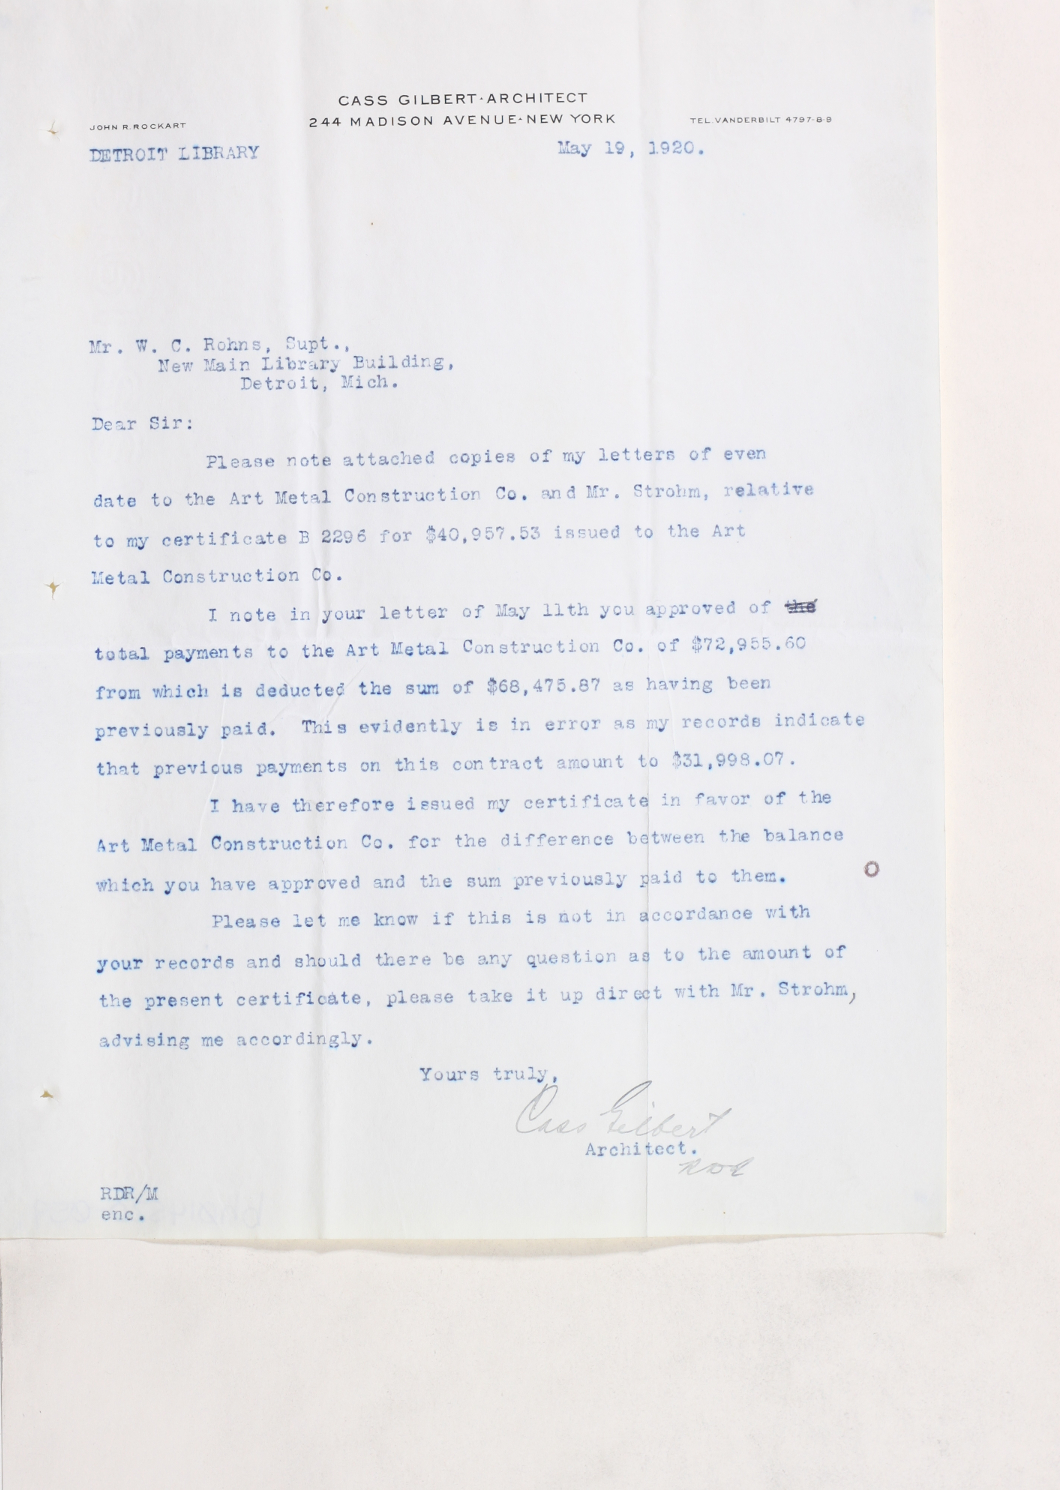 CASS GILBERT·ARCHITECT
244 MADISON AVENUE·NEW YORK
JOHN R. ROCKART
TEL. VANDERBILT 4797-8-9
DETROIT LIBRARY
May 19, 1920.
Mr. W. C. Rohns, Supt.,
New Main Library Building,
Detroit, Mich.
Dear Sir:
Please note attached copies of my letters of even
date to the Art Metal Construction Co. and Mr. Strohm, relative
to my certificate B 2296 for $40,957.53 issued to the Art
Metal Construction Co.
I note in your letter of May 11th you approved of the
total payments to the Art Metal Construction Co. of $72,955.60
from which is deducted the sum of $68,475.87 as having been
previously paid. This evidently is in error as my records indicate
that previous payments on this contract amount to $31,998.07.
I have therefore issued my certificate in favor of the
Art Metal Construction Co. for the difference between the balance
which you have approved and the sum previously paid to them.
Please let me know if this is not in accordance with
your records and should there be any question as to the amount of
the present certificate, please take it up direct with Mr. Strohm,
advising me accordingly.
Yours truly,
Cass Gilbert
Architect.
RDR/M
enc.